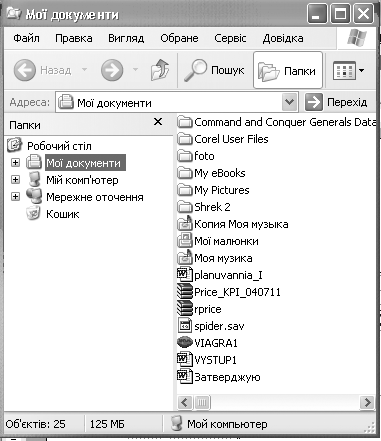 Мої документи
Файл Правка Вигляд Обране Сервіс Довідка
Назад Пошук Папки
Адреса: Мої документи Перехід
Папки
Робочий стіл
Мої документи
Мій комп'ютер
Мережне оточення
Кошик
Command and Conquer Generals Data
Corel User Files
foto
My eBooks
My Pictures
Shrek 2
Копия Моя музыка
Мої малюнки
Моя музика
planuvannia_I
Price_KPI_040711
rprice
spider.sav
VIAGRA1
VYSTUP1
Затверджую
Об'єктів: 25 125 МБ Мой компьютер